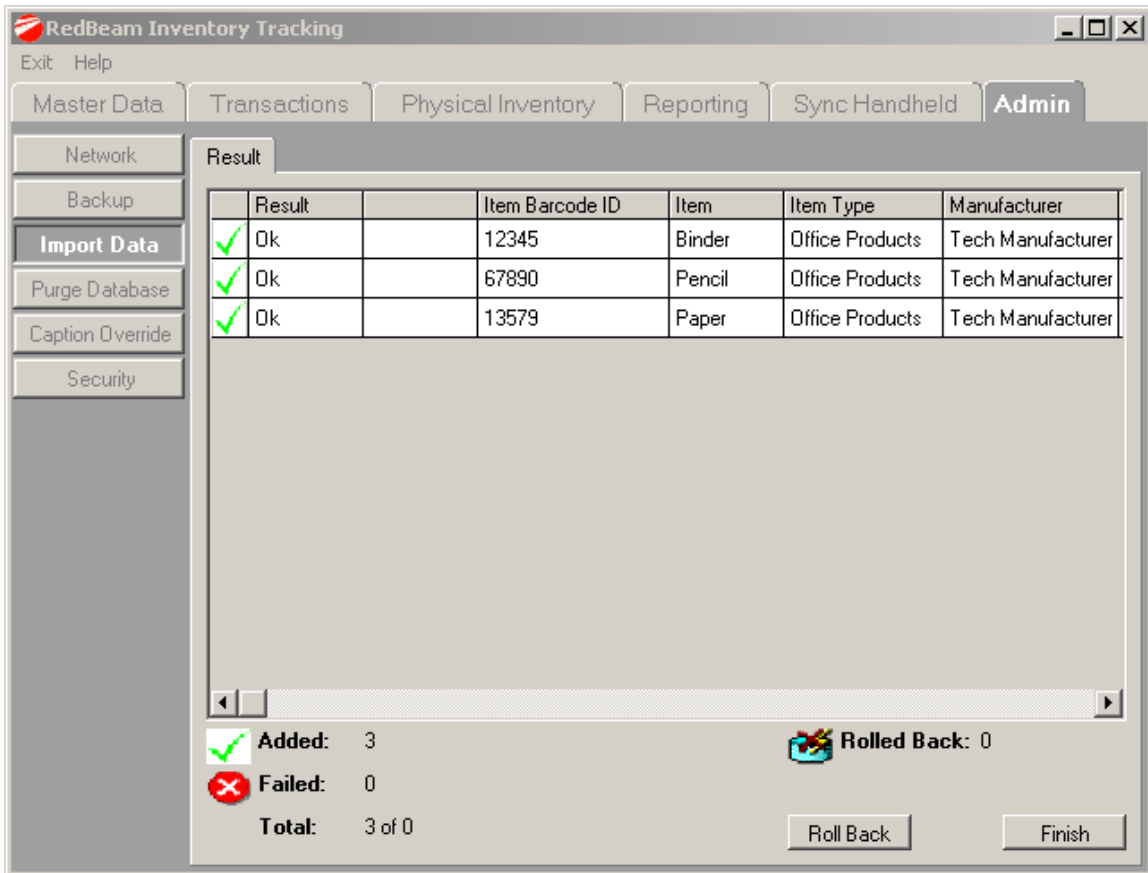 RedBeam Inventory Tracking
Exit Help
Master Data Transactions Physical Inventory Reporting Sync Handheld Admin
Network
Backup
Import Data
Purge Database
Caption Override
Security
Result
Result Item Barcode ID Item Item Type Manufacturer
Ok 12345 Binder Office Products Tech Manufacturer
Ok 67890 Pencil Office Products Tech Manufacturer
Ok 13579 Paper Office Products Tech Manufacturer
Added: 3
Rolled Back: 0
Failed: 0
Total: 3 of 0
Roll Back Finish